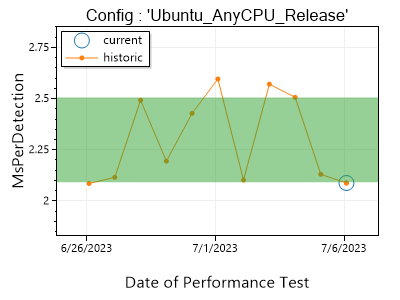 Config : 'Ubuntu_AnyCPU_Release'
current
historic
2.75
2.5
2.25
2
MsPerDetection
6/26/2023
7/1/2023
7/6/2023
Date of Performance Test